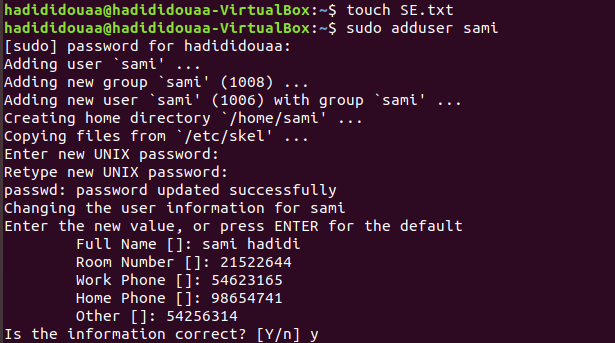 hadididouaa@hadididouaa-VirtualBox:~$ touch SE.txt
hadididouaa@hadididouaa-VirtualBox:~$ sudo adduser sami
[sudo] password for hadididouaa:
Adding user `sami' ...
Adding new group `sami' (1008) ...
Adding new user `sami' (1006) with group `sami' ...
Creating home directory `/home/sami' ...
Copying files from `/etc/skel' ...
Enter new UNIX password:
Retype new UNIX password:
passwd: password updated successfully
Changing the user information for sami
Enter the new value, or press ENTER for the default
        Full Name []: sami hadidi
        Room Number []: 21522644
        Work Phone []: 54623165
        Home Phone []: 98654741
        Other []: 54256314
Is the information correct? [Y/n] y